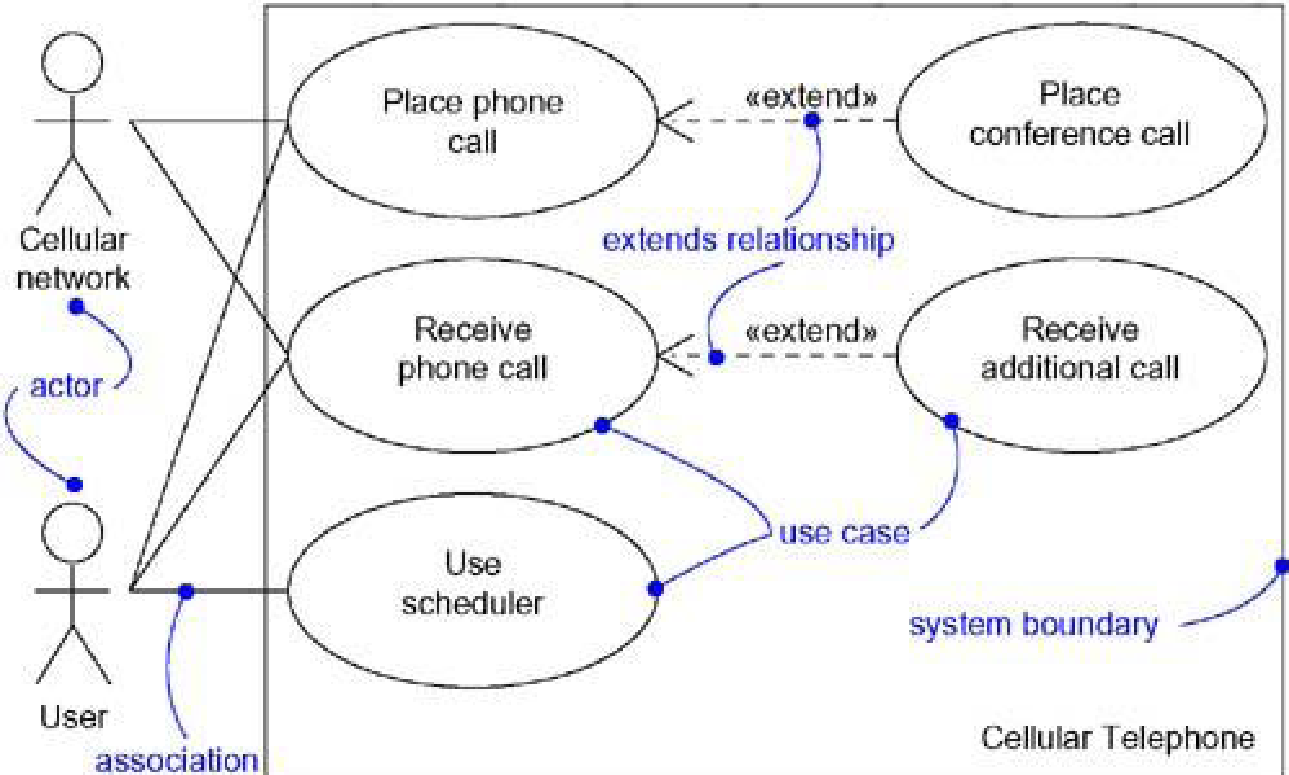 Place phone
call
«extend»
Place
conference call
Cellular
network
extends relationship
Receive
phone call
«extend»
Receive
additional call
actor
use case
Use
scheduler
system boundary
User
association
Cellular Telephone